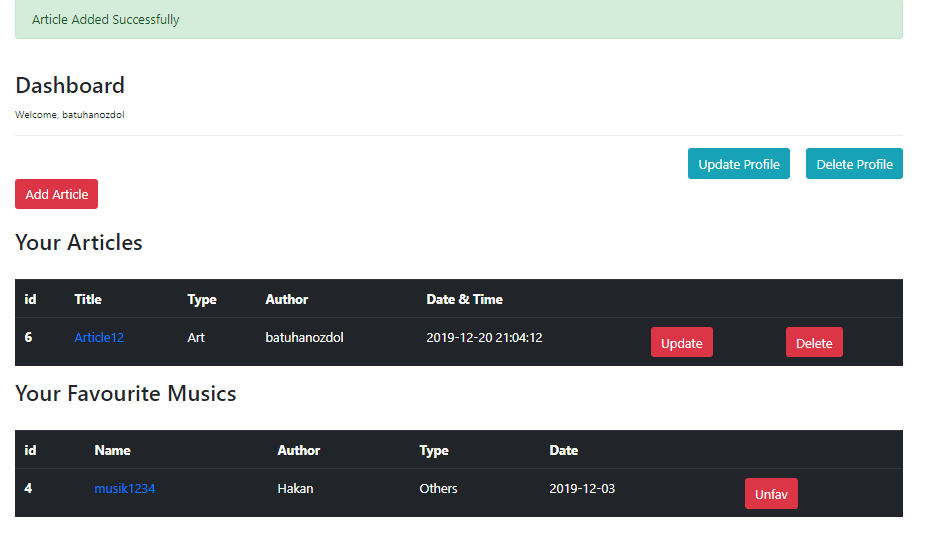 Article Added Successfully
Dashboard
Welcome, batuhanozdol
Update Profile Delete Profile
Add Article
Your Articles
id Title Type Author Date & Time
6 Article12 Art batuhanozdol 2019-12-20 21:04:12 Update Delete
Your Favourite Musics
id Name Author Type Date
4 musik1234 Hakan Others 2019-12-03 Unfav